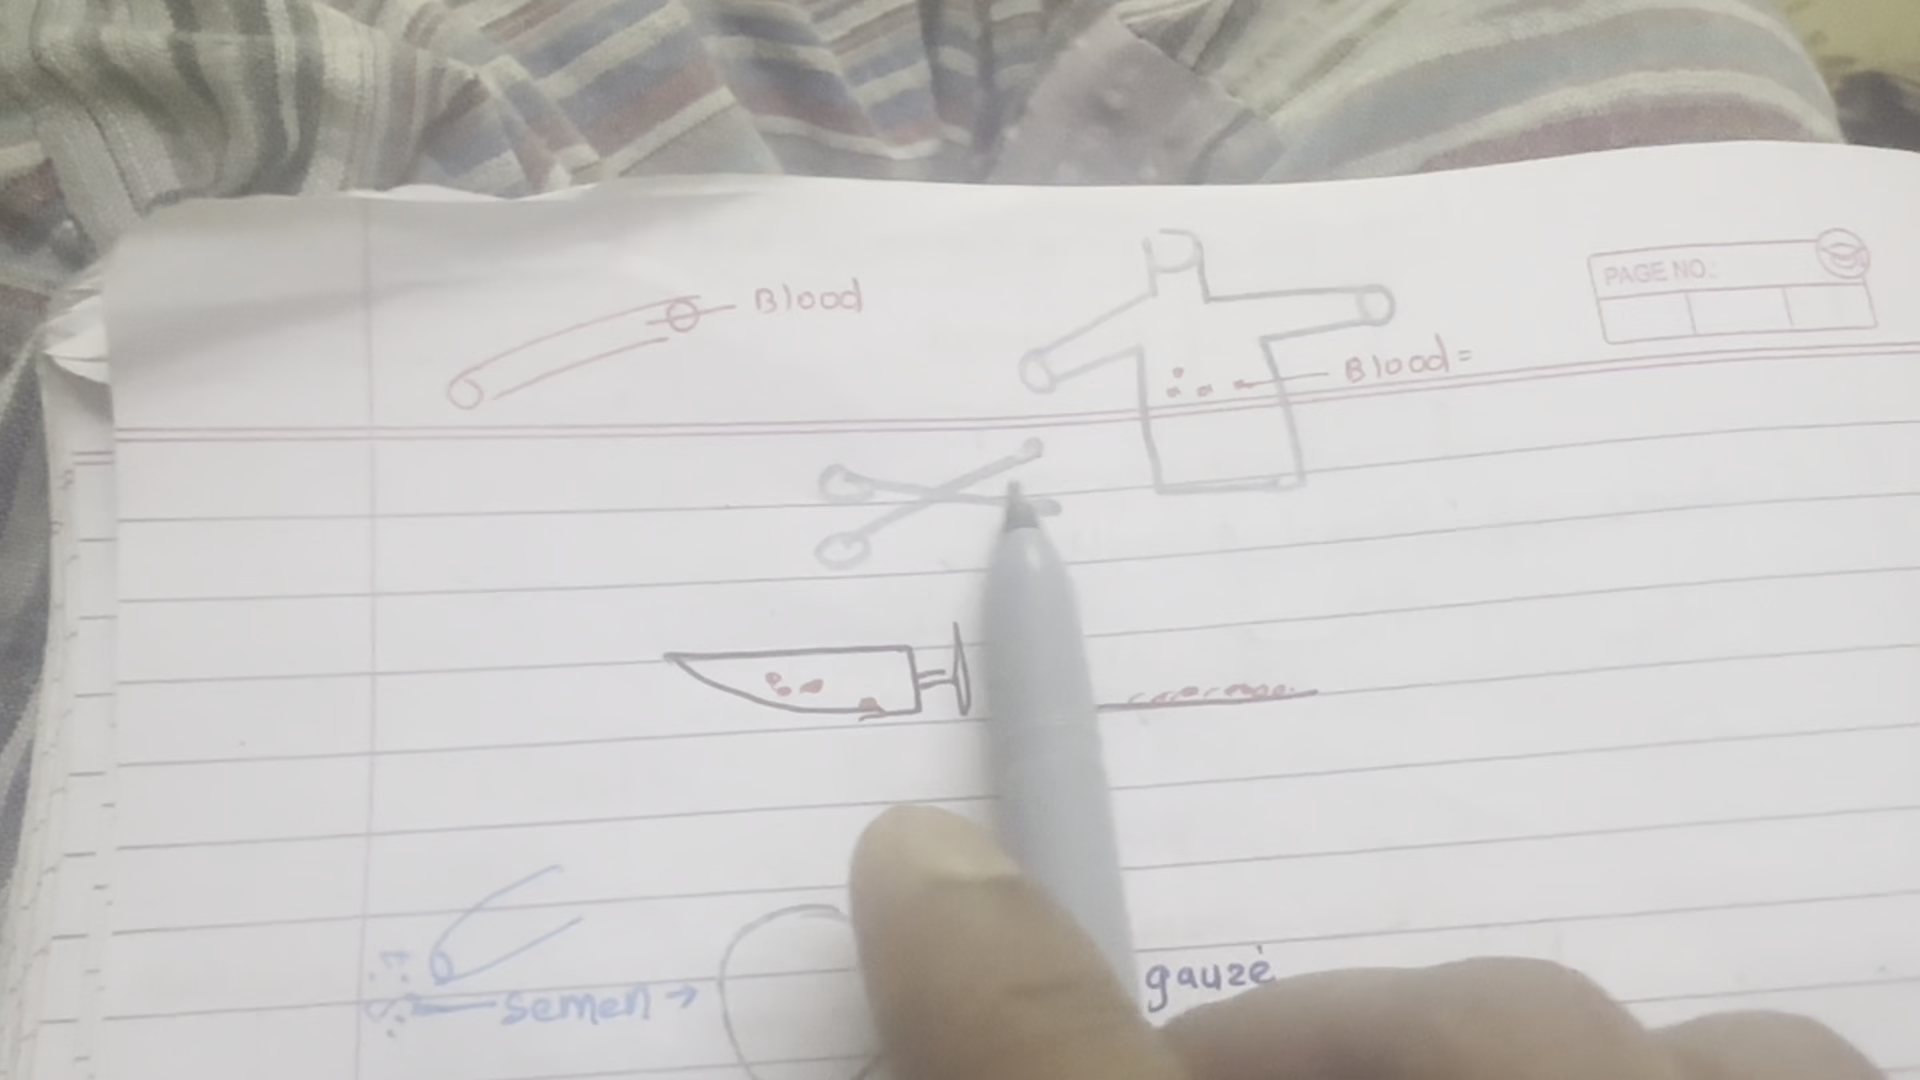 Blood
PAGE NO.:
Blood=
gauze
Semen →